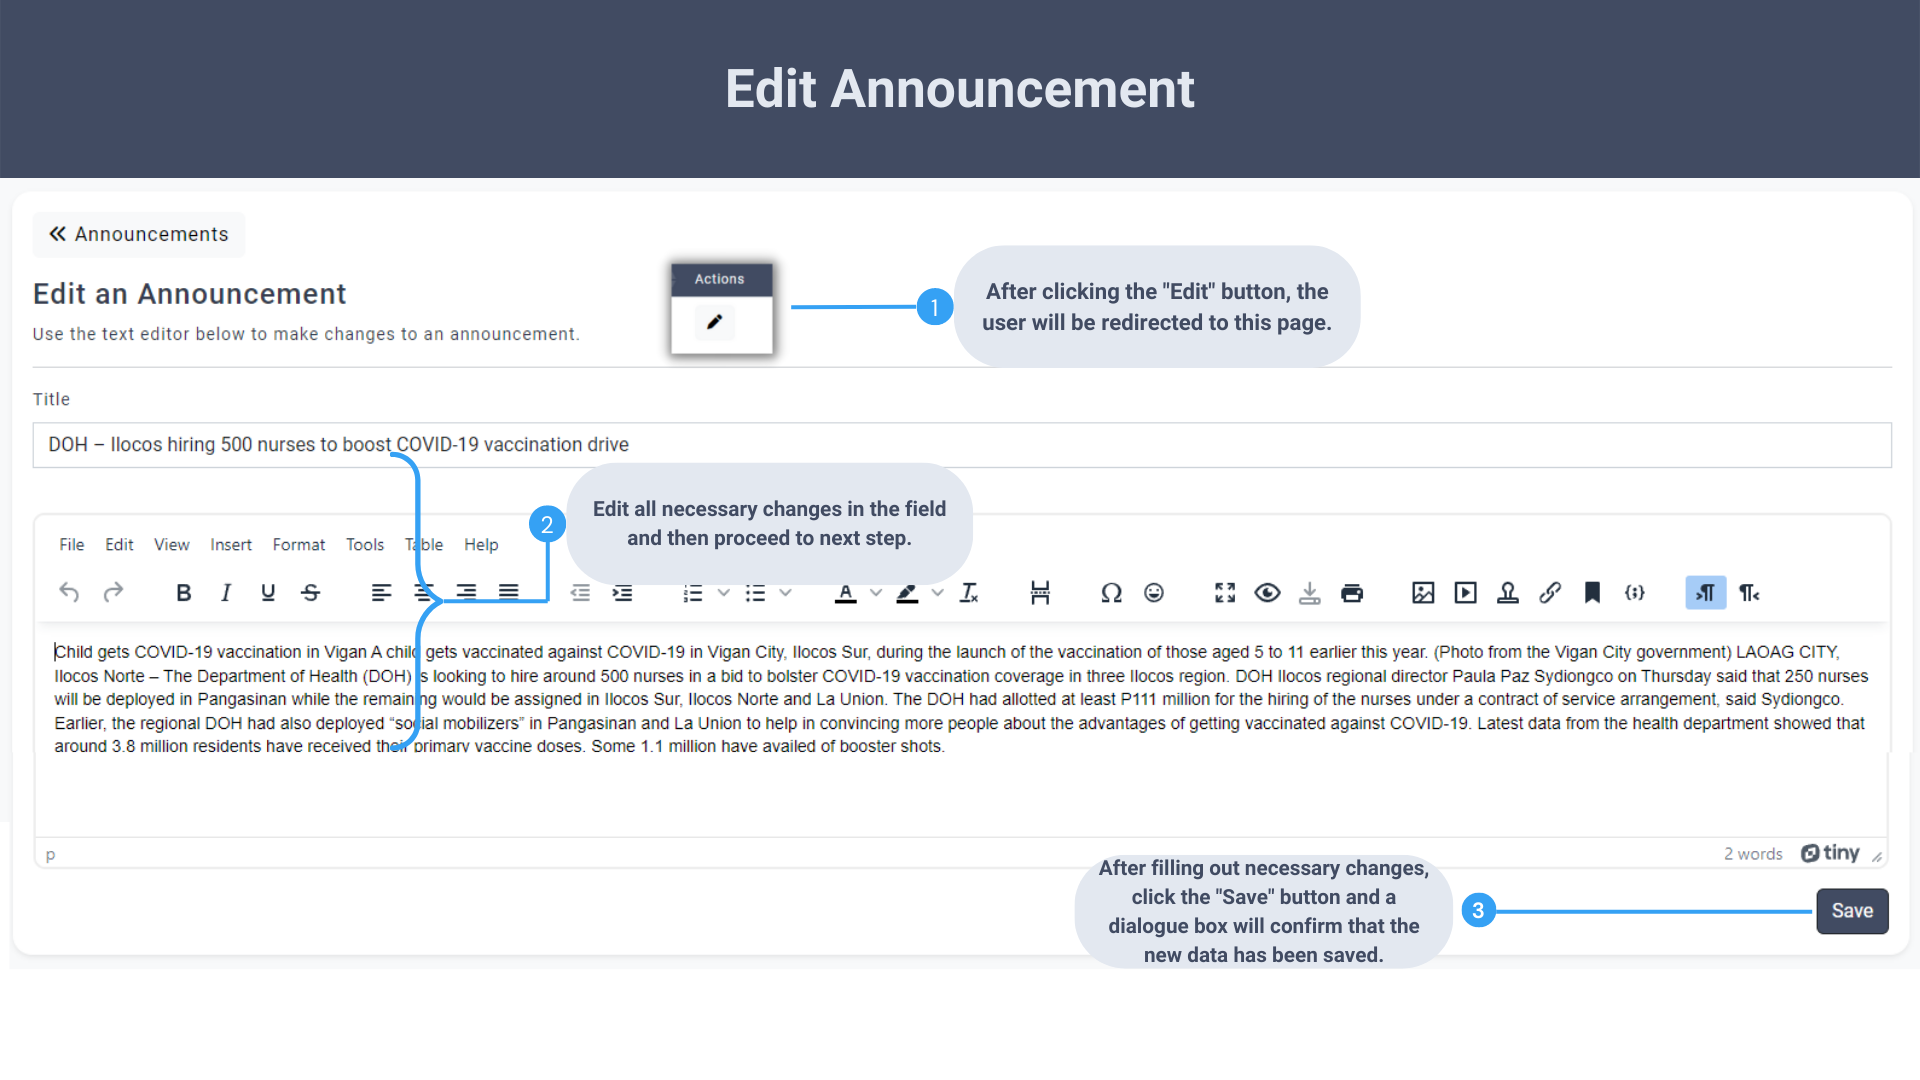 Edit Announcement
Announcements
Edit an Announcement
Use the text editor below to make changes to an announcement.
Actions
1
After clicking the "Edit" button, the
user will be redirected to this page.
Title
DOH – Ilocos hiring 500 nurses to boost COVID-19 vaccination drive
2
Edit all necessary changes in the field
and then proceed to next step.
File Edit View Insert Format Tools Table Help
Child gets COVID-19 vaccination in Vigan A child gets vaccinated against COVID-19 in Vigan City, Ilocos Sur, during the launch of the vaccination of those aged 5 to 11 earlier this year. (Photo from the Vigan City government) LAOAG CITY,
Ilocos Norte – The Department of Health (DOH) is looking to hire around 500 nurses in a bid to bolster COVID-19 vaccination coverage in three Ilocos region. DOH Ilocos regional director Paula Paz Sydiongco on Thursday said that 250 nurses
will be deployed in Pangasinan while the remaining would be assigned in Ilocos Sur, Ilocos Norte and La Union. The DOH had allotted at least P111 million for the hiring of the nurses under a contract of service arrangement, said Sydiongco.
Earlier, the regional DOH had also deployed “social mobilizers” in Pangasinan and La Union to help in convincing more people about the advantages of getting vaccinated against COVID-19. Latest data from the health department showed that
around 3.8 million residents have received their primary vaccine doses. Some 1.1 million have availed of booster shots.
p
2 words
tiny
After filling out necessary changes,
click the "Save" button and a
dialogue box will confirm that the
new data has been saved.
3
Save